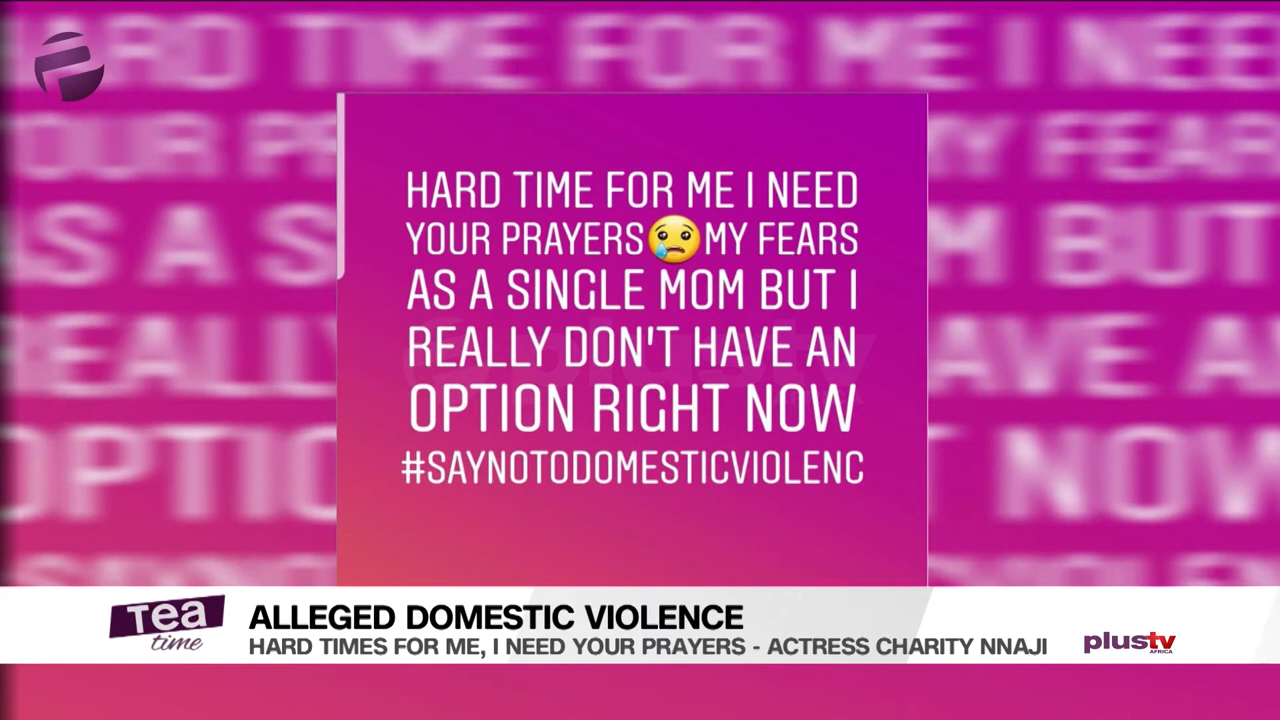 HARD TIME FOR ME I NEED
YOUR PRAYERS😢MY FEARS
AS A SINGLE MOM BUT I
REALLY DON'T HAVE AN
OPTION RIGHT NOW
#SAYNOTODOMESTICVIOLENC
Tea
time
ALLEGED DOMESTIC VIOLENCE
HARD TIMES FOR ME, I NEED YOUR PRAYERS - ACTRESS CHARITY NNAJI
plustv
AFRICA